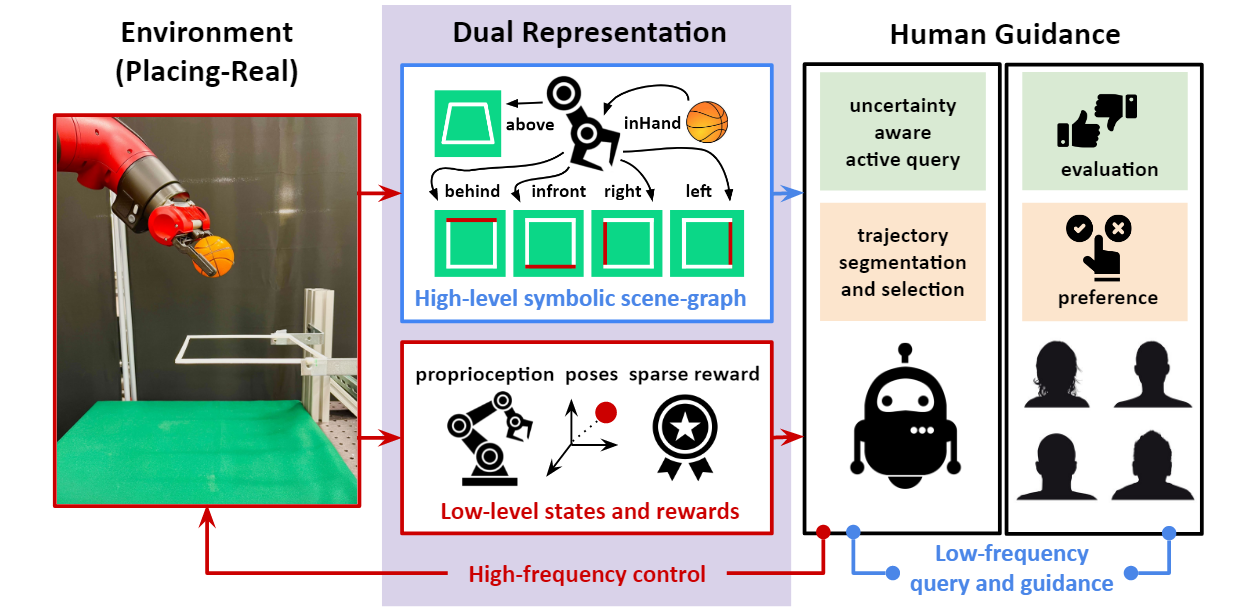 Environment
(Placing-Real)
Dual Representation
above
inHand
behind
infront
right
left
High-level symbolic scene-graph
proprioception
poses
sparse reward
Low-level states and rewards
High-frequency control
Human Guidance
uncertainty
aware
active query
evaluation
trajectory
segmentation
and selection
preference
Low-frequency
query and guidance